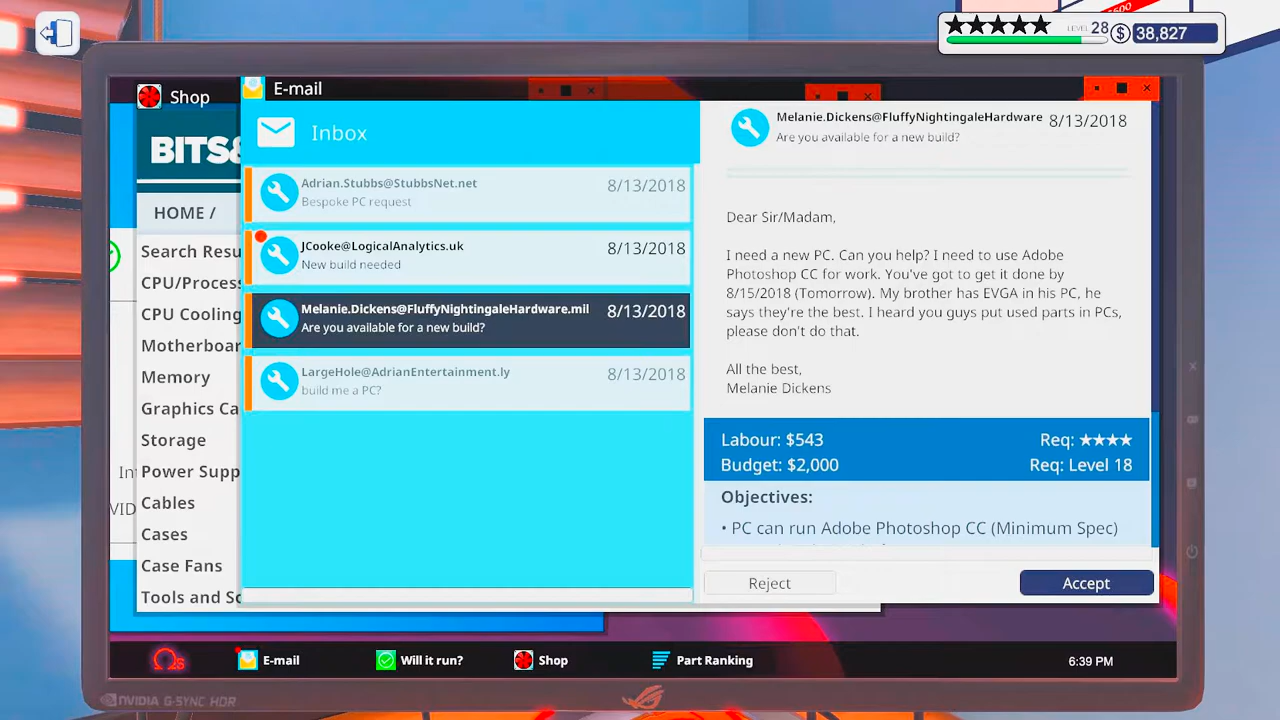 $600
LEVEL 28
$ 38,827
Shop
E-mail
BITS&
HOME /
Search Resu
CPU/Process
CPU Cooling
Motherboar
Memory
Graphics Ca
Storage
Power Supp
Cables
Cases
Case Fans
Tools and So
Int
VID
Inbox
Adrian.Stubbs@StubbsNet.net
8/13/2018
Bespoke PC request
JCooke@LogicalAnalytics.uk
8/13/2018
New build needed
Melanie.Dickens@FluffyNightingaleHardware.mil
8/13/2018
Are you available for a new build?
LargeHole@AdrianEntertainment.ly
8/13/2018
build me a PC?
Melanie.Dickens@FluffyNightingaleHardware
8/13/2018
Are you available for a new build?
Dear Sir/Madam,
I need a new PC. Can you help? I need to use Adobe
Photoshop CC for work. You've got to get it done by
8/15/2018 (Tomorrow). My brother has EVGA in his PC, he
says they're the best. I heard you guys put used parts in PCs,
please don't do that.
All the best,
Melanie Dickens
Labour: $543
Req: ★★★★
Budget: $2,000
Req: Level 18
Objectives:
• PC can run Adobe Photoshop CC (Minimum Spec)
Reject
Accept
E-mail
Will it run?
Shop
Part Ranking
6:39 PM
NVIDIA G-SYNC HDR